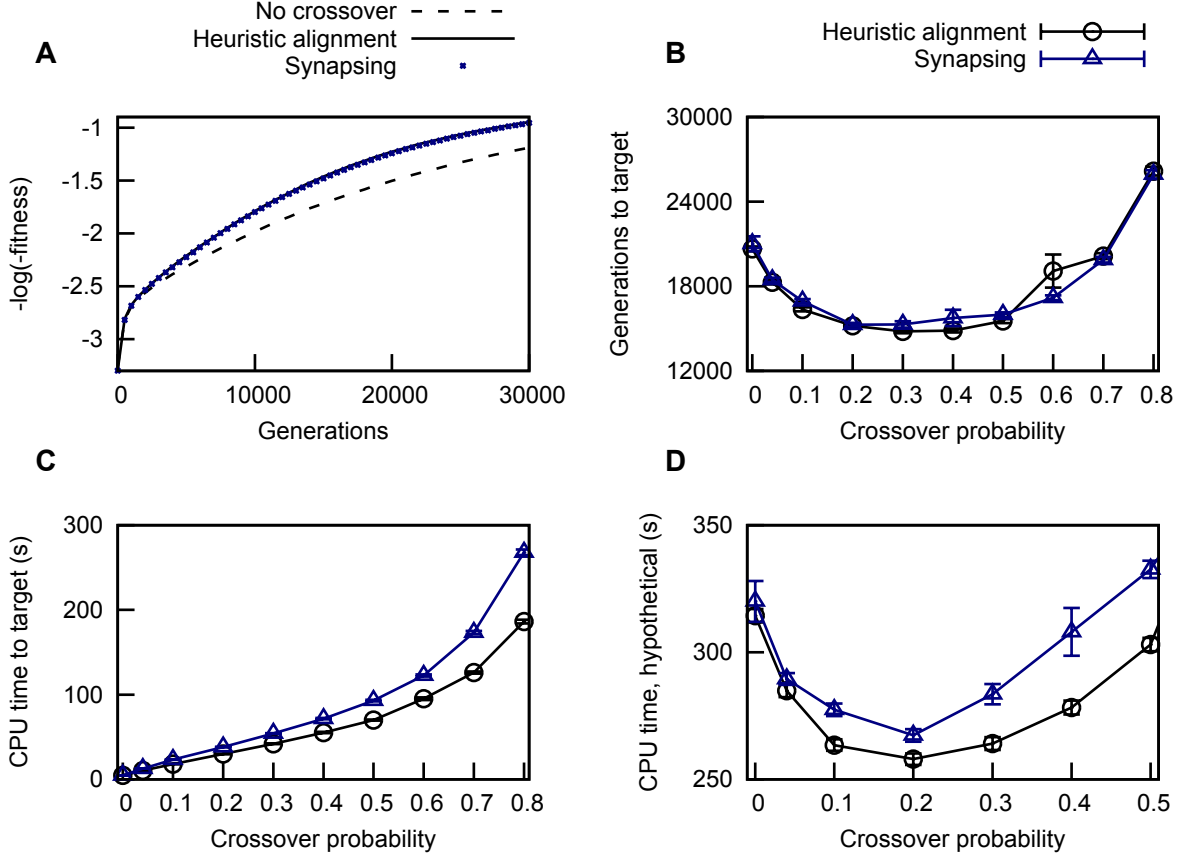 A
No crossover
Heuristic alignment
Synapsing
-log(-fitness)
-1
-1.5
-2
-2.5
-3
0 10000 20000 30000
Generations
B
Heuristic alignment
Synapsing
Generations to target
30000
24000
18000
12000
0 0.1 0.2 0.3 0.4 0.5 0.6 0.7 0.8
Crossover probability
C
CPU time to target (s)
300
200
100
0
0 0.1 0.2 0.3 0.4 0.5 0.6 0.7 0.8
Crossover probability
D
CPU time, hypothetical (s)
350
300
250
0 0.1 0.2 0.3 0.4 0.5
Crossover probability